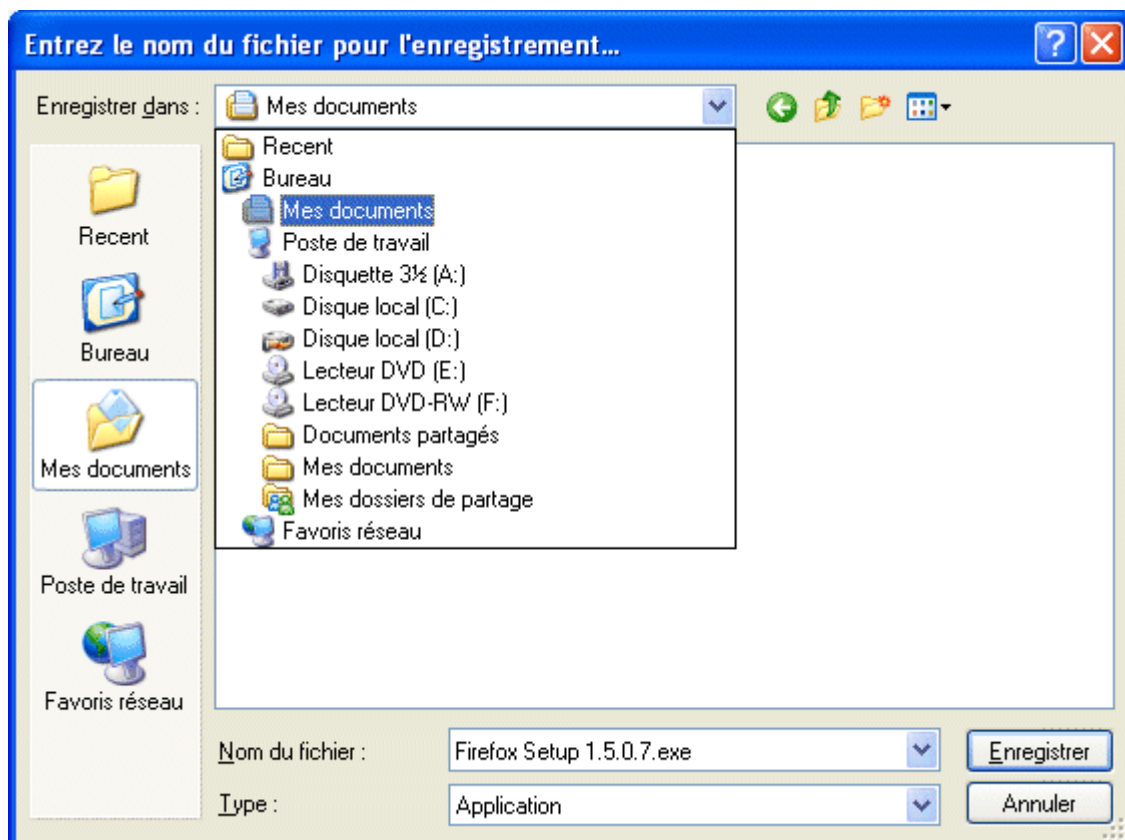 Entrez le nom du fichier pour l'enregistrement...
Enregistrer dans :
Mes documents
Recent
Bureau
Mes documents
Poste de travail
Disquette 3½ (A:)
Disque local (C:)
Disque local (D:)
Lecteur DVD (E:)
Lecteur DVD-RW (F:)
Documents partagés
Mes documents
Mes dossiers de partage
Favoris réseau
Recent
Bureau
Mes documents
Poste de travail
Favoris réseau
Nom du fichier :
Firefox Setup 1.5.0.7.exe
Enregistrer
Type :
Application
Annuler